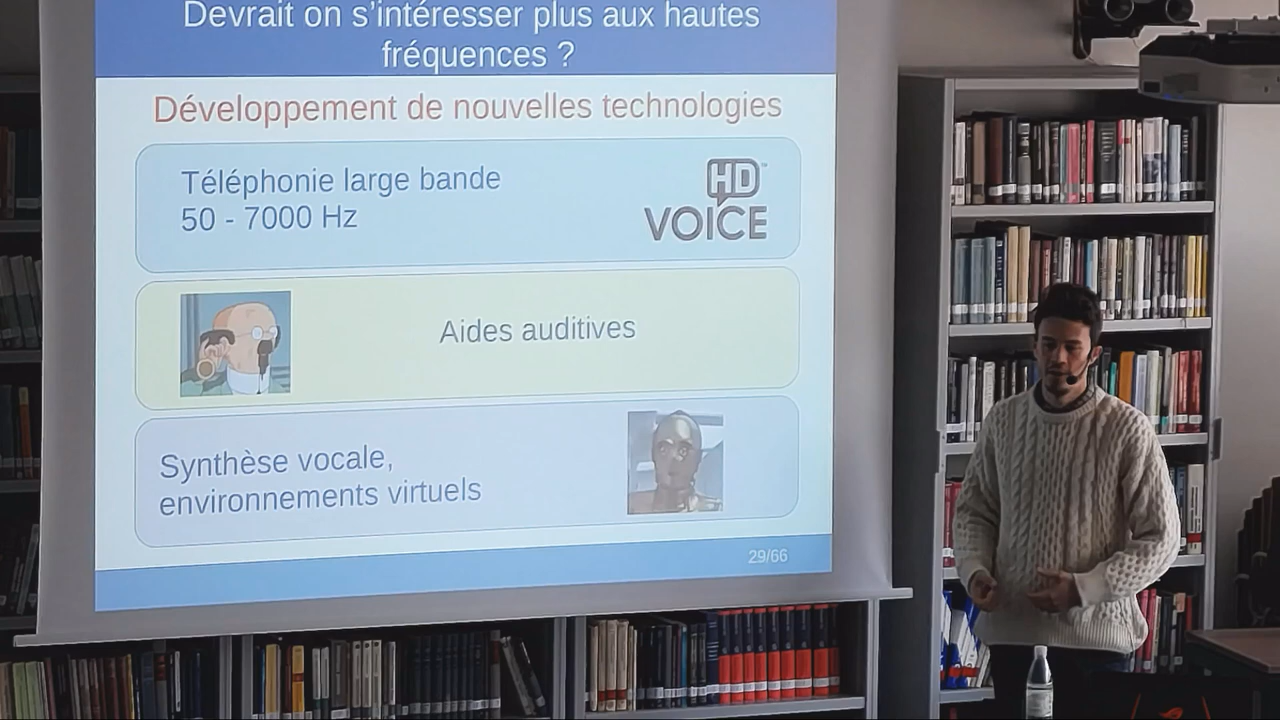 Devrait on s’intéresser plus aux hautes
fréquences ?
Développement de nouvelles technologies
Téléphonie large bande
50 - 7000 Hz
HD™
VOICE
Aides auditives
Synthèse vocale,
environnements virtuels
29/66